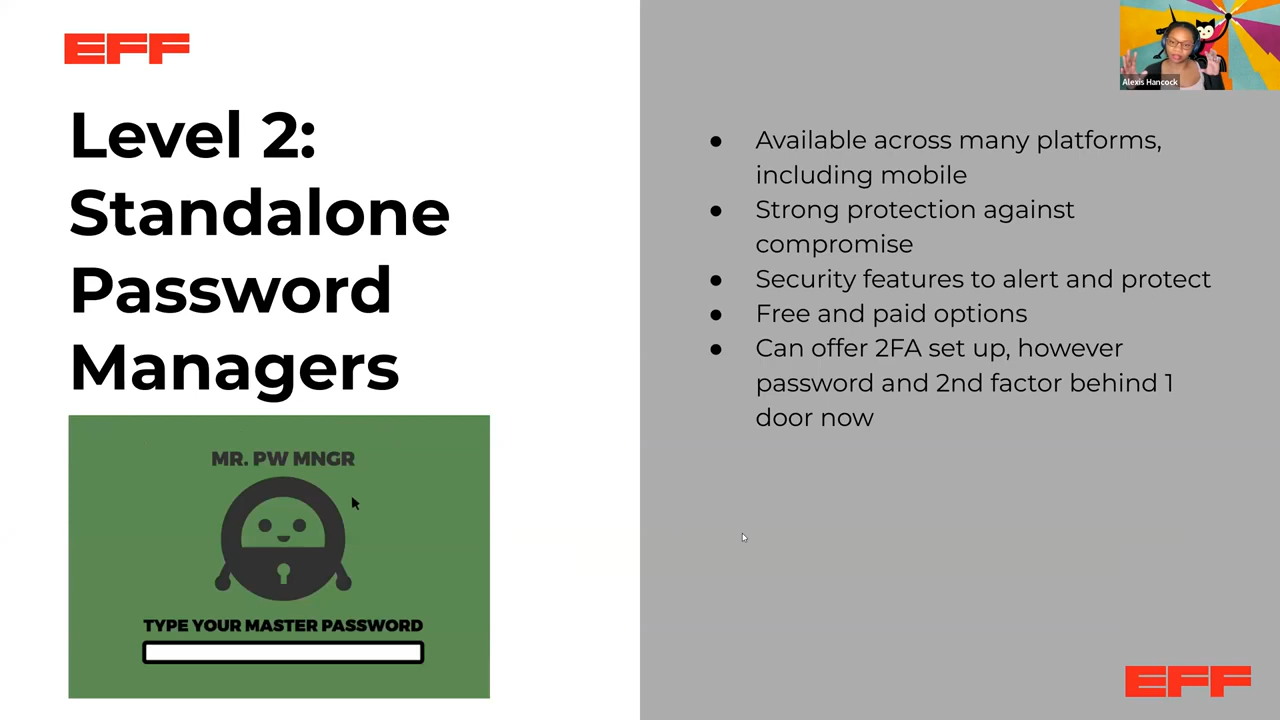 EFF
Level 2:
Standalone
Password
Managers
MR. PW MNGR
TYPE YOUR MASTER PASSWORD
Alexis Hancock
● Available across many platforms,
including mobile
● Strong protection against
compromise
● Security features to alert and protect
● Free and paid options
● Can offer 2FA set up, however
password and 2nd factor behind 1
door now
EFF